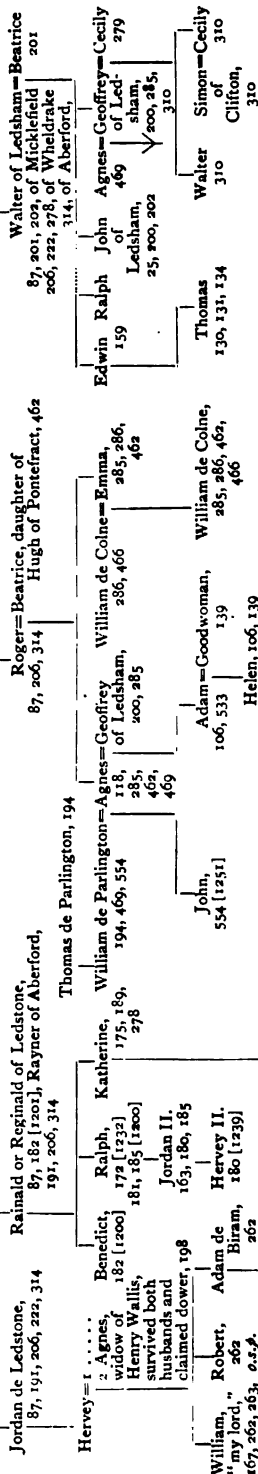 Jordan de Ledstone,
87, 191, 206, 222, 314
Rainald or Reginald of Ledstone,
87, 182 [1201], Rayner of Aberford,
191, 206, 314
Roger=Beatrice, daughter of
87, 206, 314 Hugh of Pontefract, 462
Walter of Ledsham=Beatrice
87, 201, 202, of Micklefield 201
206, 222, 278, of Wheldrake
314, of Aberford,
Thomas de Parlington, 194
Hervey=1 . . . . . .
2 Agnes,
widow of
Henry Wallis,
survived both
husbands and
claimed dower, 198
Benedict,
182 [1200]
Ralph,
172 [1232]
181, 185 [1200]
Katherine,
175, 189,
278
William de Parlington=Agnes=Geoffrey
194, 469, 554
118,
285,
462,
469
of Ledsham,
200, 285
William de Colne=Emma,
286, 466
285, 286,
462
Edwin
159
Ralph
John
of
Ledsham,
25, 200, 202
Agnes=Geoffrey=Cecily
469
of Led-
sham,
200, 285,
310
279
Jordan II.
163, 180, 185
Hervey II.
180 [1239]
John,
554 [1251]
Adam=Goodwoman,
106, 533 139
Helen, 106, 139
William de Colne,
285, 286, 462,
466
Thomas
130, 131, 134
Walter
310
Simon=Cecily
of 310
Clifton,
310
William,
"my lord,"
167, 262, 263, o.s.p.
Robert,
262
Adam de
Biram,
262